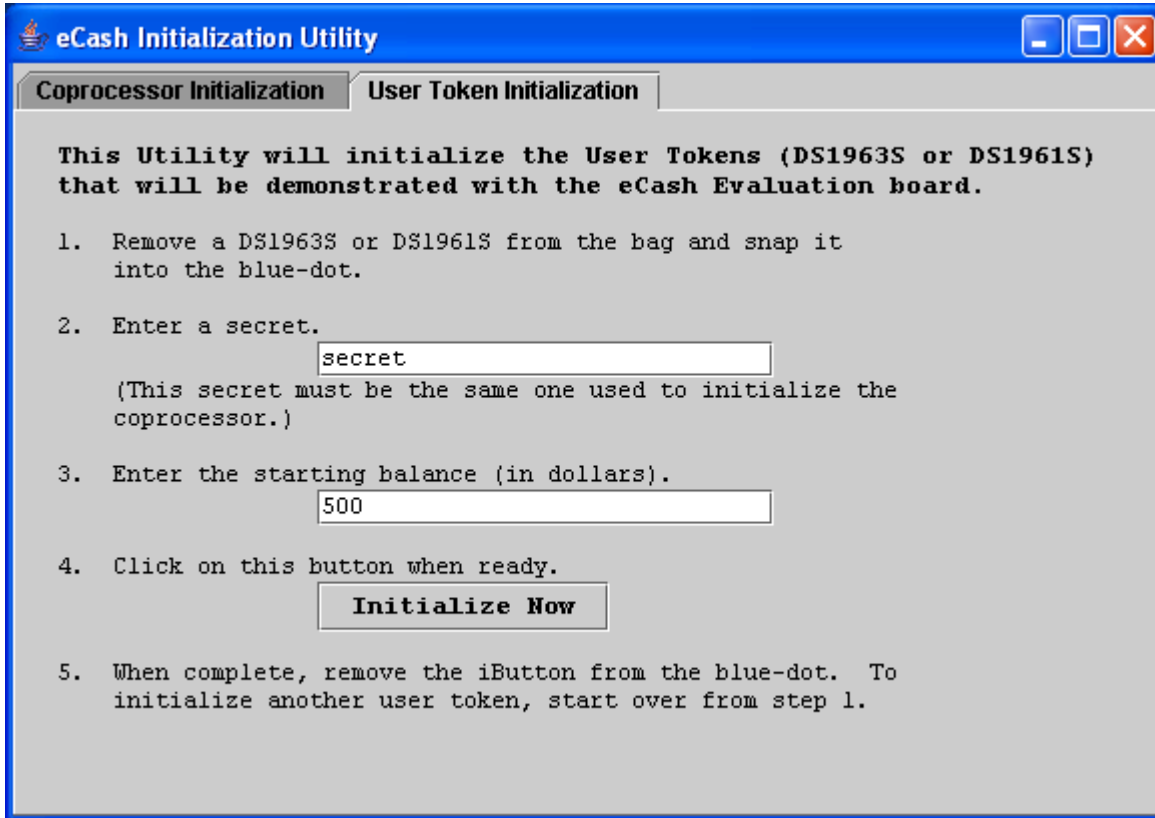 eCash Initialization Utility
Coprocessor Initialization User Token Initialization
This Utility will initialize the User Tokens (DS1963S or DS1961S)
that will be demonstrated with the eCash Evaluation board.
1. Remove a DS1963S or DS1961S from the bag and snap it
into the blue-dot.
2. Enter a secret.
secret
(This secret must be the same one used to initialize the
coprocessor.)
3. Enter the starting balance (in dollars).
500
4. Click on this button when ready.
Initialize Now
5. When complete, remove the iButton from the blue-dot. To
initialize another user token, start over from step 1.